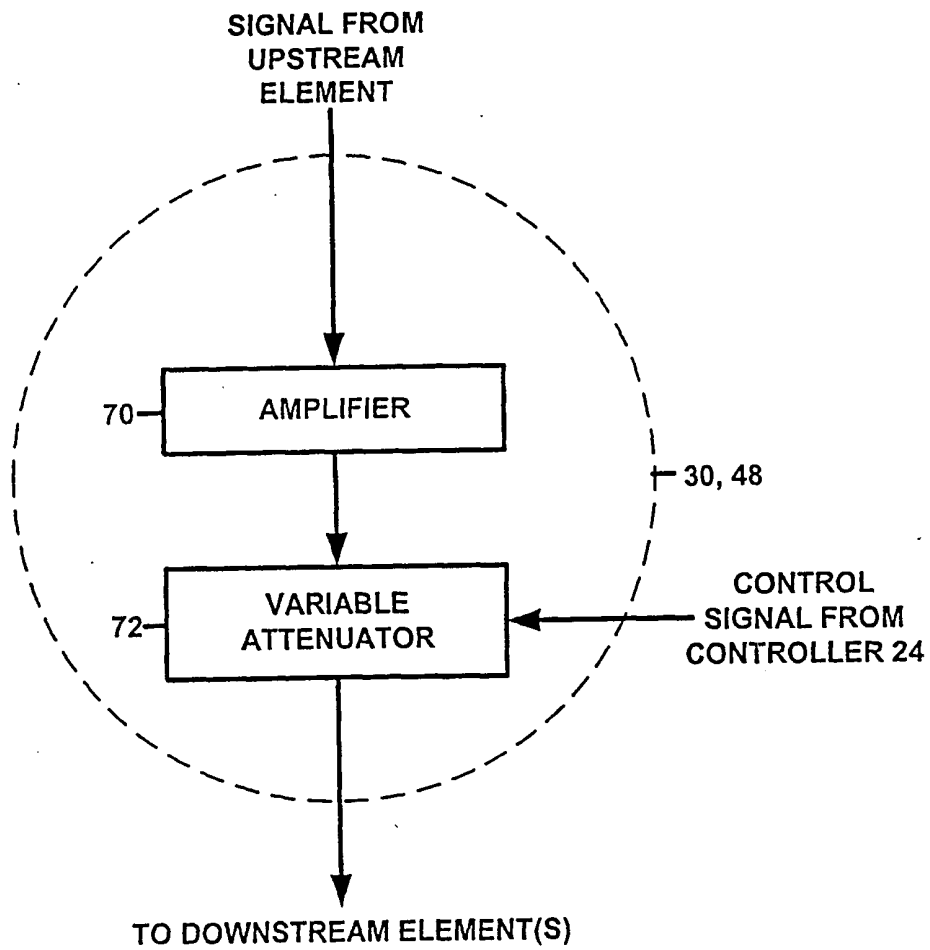 SIGNAL FROM
UPSTREAM
ELEMENT
70
AMPLIFIER
30, 48
72
VARIABLE
ATTENUATOR
CONTROL
SIGNAL FROM
CONTROLLER 24
TO DOWNSTREAM ELEMENT(S)